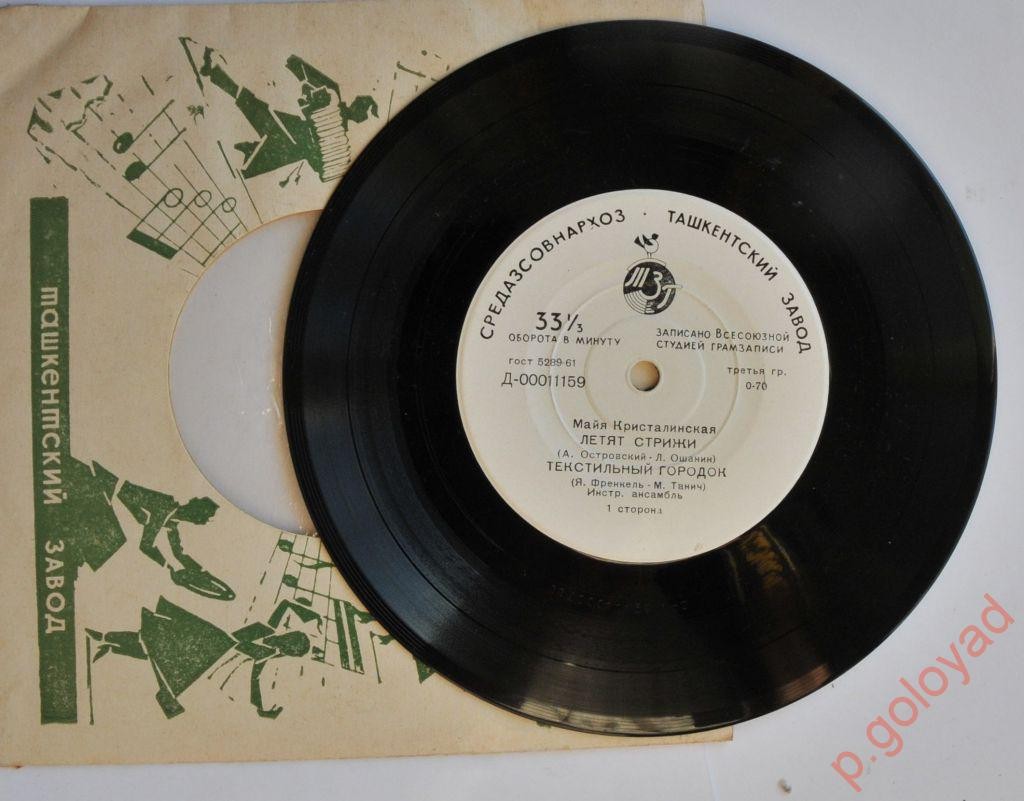 ташкентский завод
СРЕДАЗСОВНАРХОЗ · ТАШКЕНТСКИЙ ЗАВОД
ТЗГ
33⅓
ОБОРОТА В МИНУТУ
ЗАПИСАНО ВСЕСОЮЗНОЙ
СТУДИЕЙ ГРАМЗАПИСИ
гост 5289-61
Д-00011159
третья гр.
0-70
Майя Кристалинская
ЛЕТЯТ СТРИЖИ
(А. Островский - Л. Ошанин)
ТЕКСТИЛЬНЫЙ ГОРОДОК
(Я. Френкель - М. Танич)
Инстр. ансамбль
1 сторона
p.goloyad